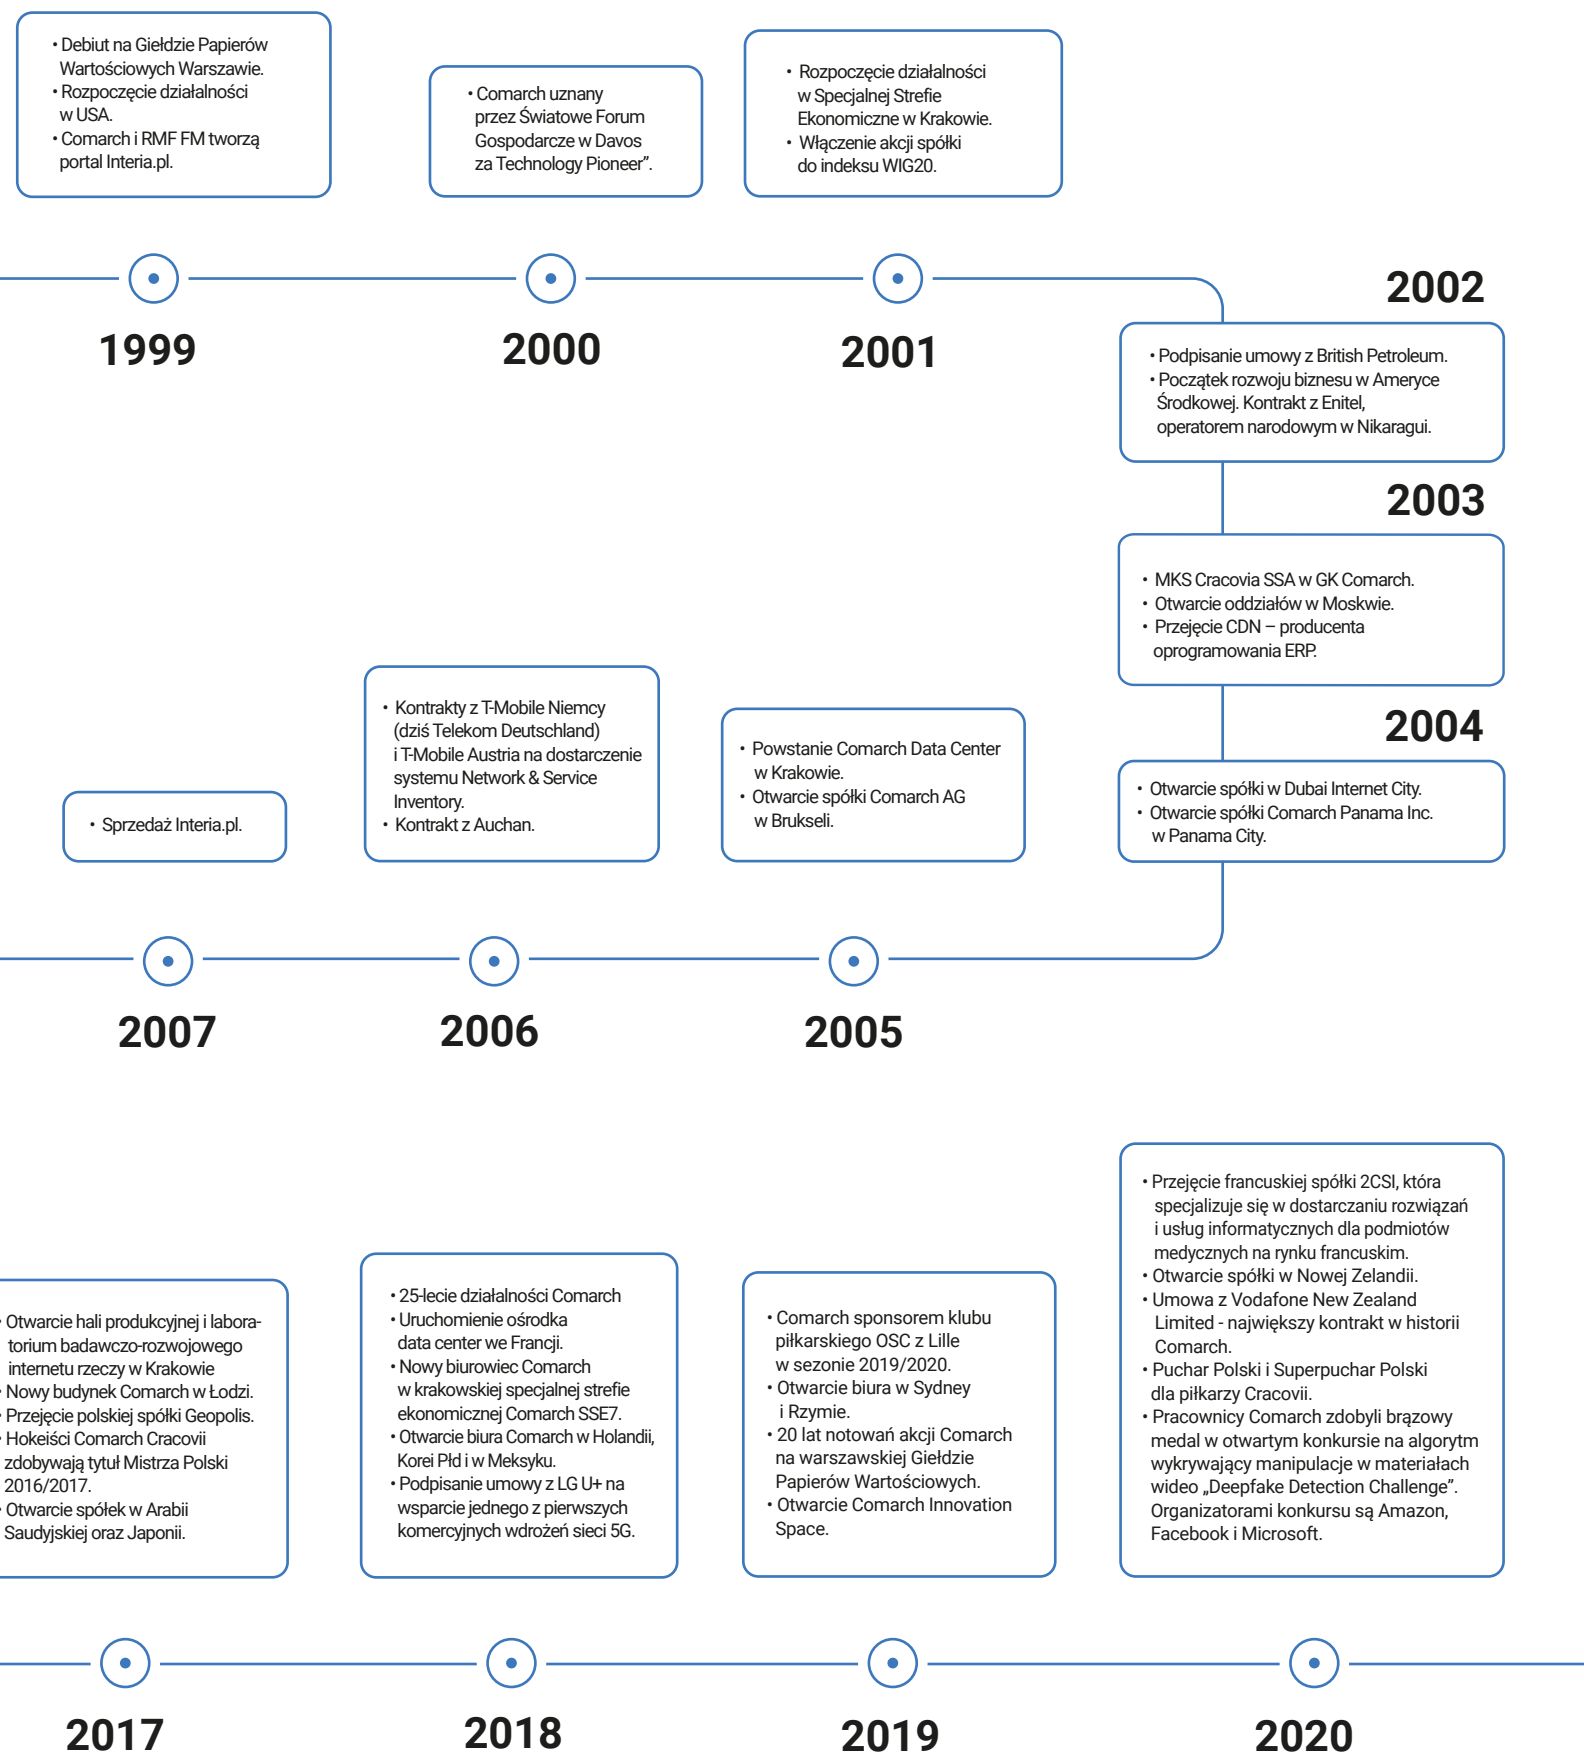 • Debiut na Giełdzie Papierów
Wartościowych Warszawie.
• Rozpoczęcie działalności
w USA.
• Comarch i RMF FM tworzą
portal Interia.pl.
1999
• Comarch uznany
przez Światowe Forum
Gospodarcze w Davos
za Technology Pioneer”.
2000
• Rozpoczęcie działalności
w Specjalnej Strefie
Ekonomiczne w Krakowie.
• Włączenie akcji spółki
do indeksu WIG20.
2001
2002
• Podpisanie umowy z British Petroleum.
• Początek rozwoju biznesu w Ameryce
Środkowej. Kontrakt z Enitel,
operatorem narodowym w Nikaragui.
2003
• MKS Cracovia SSA w GK Comarch.
• Otwarcie oddziałów w Moskwie.
• Przejęcie CDN – producenta
oprogramowania ERP.
2004
• Otwarcie spółki w Dubai Internet City.
• Otwarcie spółki Comarch Panama Inc.
w Panama City.
• Powstanie Comarch Data Center
w Krakowie.
• Otwarcie spółki Comarch AG
w Brukseli.
2005
• Kontrakty z T-Mobile Niemcy
(dziś Telekom Deutschland)
i T-Mobile Austria na dostarczenie
systemu Network & Service
Inventory.
• Kontrakt z Auchan.
2006
• Sprzedaż Interia.pl.
2007
• Otwarcie hali produkcyjnej i labora-
torium badawczo-rozwojowego
internetu rzeczy w Krakowie
• Nowy budynek Comarch w Łodzi.
• Przejęcie polskiej spółki Geopolis.
• Hokeiści Comarch Cracovii
zdobywają tytuł Mistrza Polski
2016/2017.
• Otwarcie spółek w Arabii
Saudyjskiej oraz Japonii.
2017
• 25-lecie działalności Comarch
• Uruchomienie ośrodka
data center we Francji.
• Nowy biurowiec Comarch
w krakowskiej specjalnej strefie
ekonomicznej Comarch SSE7.
• Otwarcie biura Comarch w Holandii,
Korei Płd i w Meksyku.
• Podpisanie umowy z LG U+ na
wsparcie jednego z pierwszych
komercyjnych wdrożeń sieci 5G.
2018
• Comarch sponsorem klubu
piłkarskiego OSC z Lille
w sezonie 2019/2020.
• Otwarcie biura w Sydney
i Rzymie.
• 20 lat notowań akcji Comarch
na warszawskiej Giełdzie
Papierów Wartościowych.
• Otwarcie Comarch Innovation
Space.
2019
• Przejęcie francuskiej spółki 2CSI, która
specjalizuje się w dostarczaniu rozwiązań
i usług informatycznych dla podmiotów
medycznych na rynku francuskim.
• Otwarcie spółki w Nowej Zelandii.
• Umowa z Vodafone New Zealand
Limited - największy kontrakt w historii
Comarch.
• Puchar Polski i Superpuchar Polski
dla piłkarzy Cracovii.
• Pracownicy Comarch zdobyli brązowy
medal w otwartym konkursie na algorytm
wykrywający manipulacje w materiałach
wideo „Deepfake Detection Challenge”.
Organizatorami konkursu są Amazon,
Facebook i Microsoft.
2020